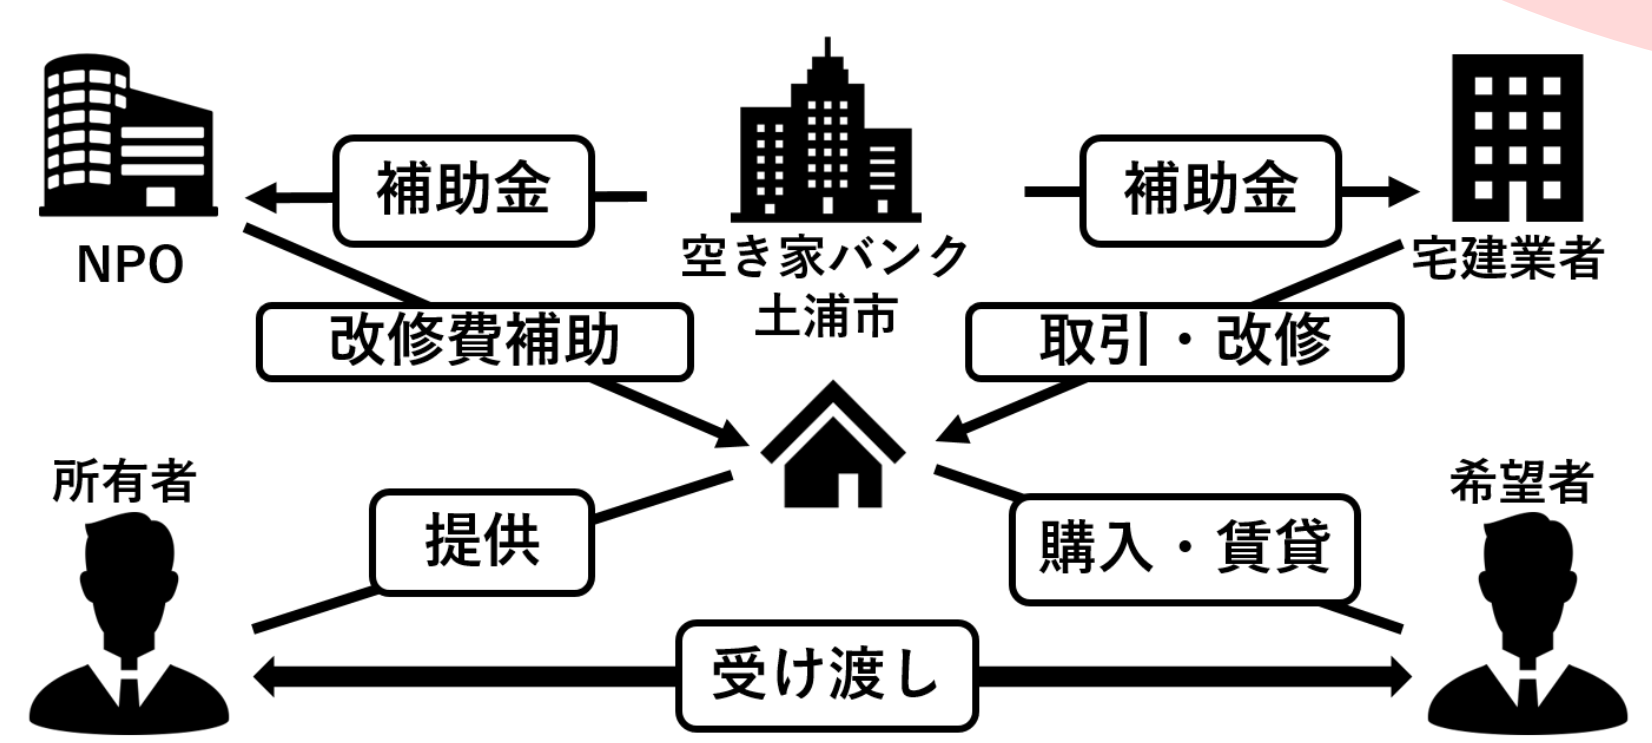 補助金
補助金
NPO
空き家バンク
土浦市
宅建業者
改修費補助
取引・改修
所有者
希望者
提供
購入・賃貸
受け渡し